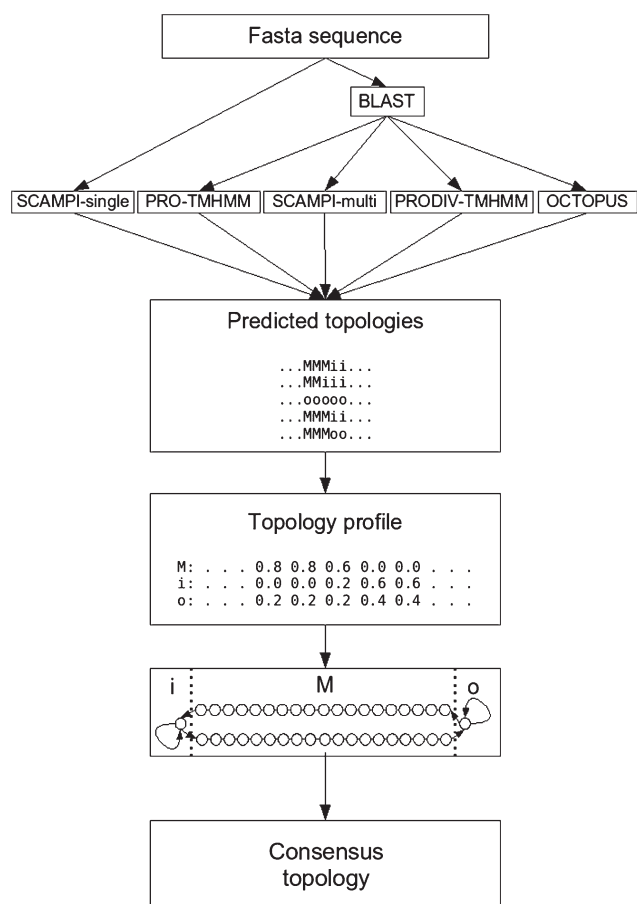 Fasta sequence
BLAST
SCAMPI-single PRO-TMHMM SCAMPI-multi PRODIV-TMHMM OCTOPUS
Predicted topologies
...MMMii...
...MMiii...
...ooooo...
...MMMii...
...MMMoo...
Topology profile
M: . . . 0.8 0.8 0.6 0.0 0.0 . . .
i: . . . 0.0 0.0 0.2 0.6 0.6 . . .
o: . . . 0.2 0.2 0.2 0.4 0.4 . . .
i M o
Consensus
topology